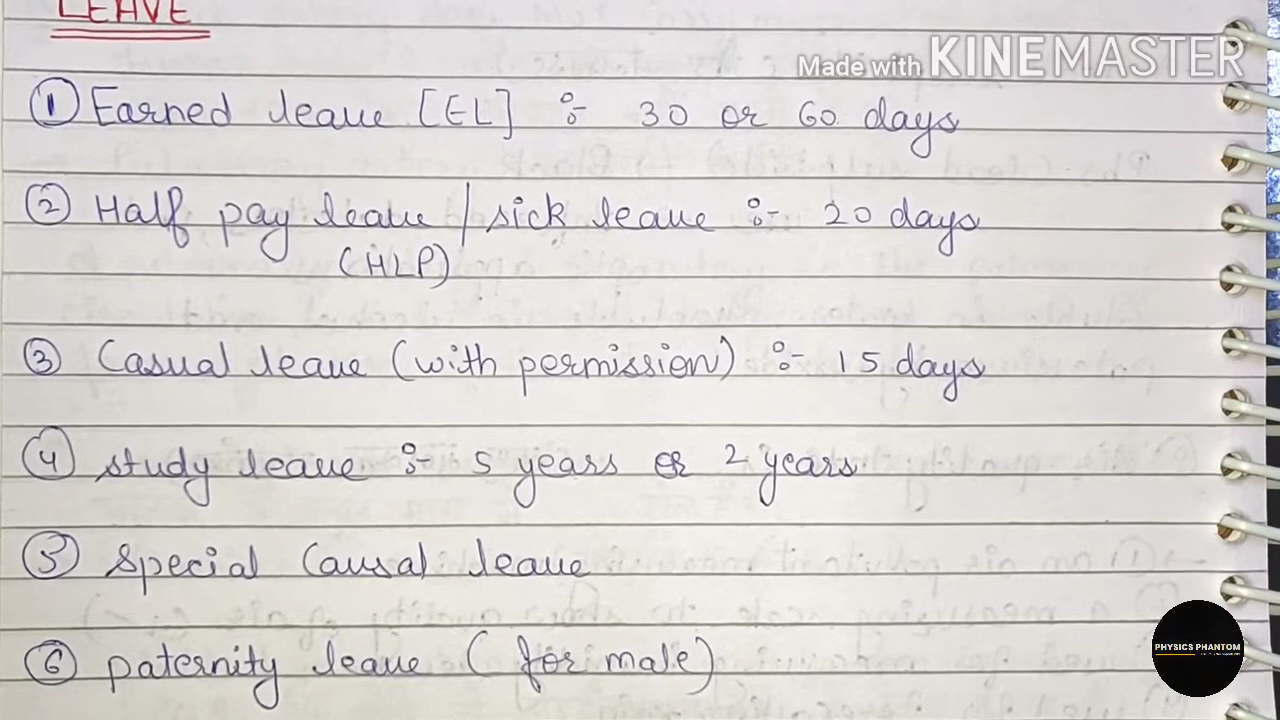 LEAVE
Made with KINEMASTER
① Earned leave [EL] :- 30 or 60 days
② Half pay leave / sick leave :- 20 days
(HLP)
③ Casual leave (with permission) :- 15 days
④ study leave :- 5 years or 2 years
⑤ special Causal leave
⑥ paternity leave ( for male)
PHYSICS PHANTOM